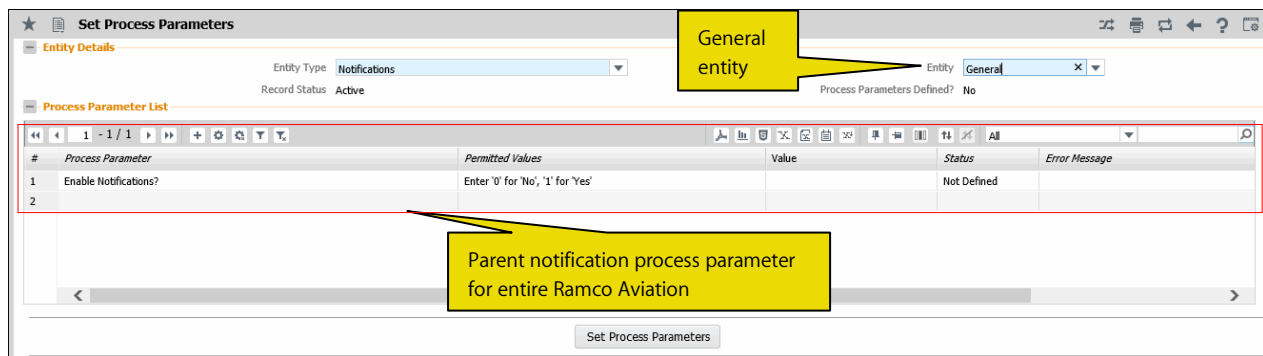 Set Process Parameters
General
entity
Entity Details
Entity Type Notifications Entity General
Record Status Active Process Parameters Defined? No
Process Parameter List
1 - 1 / 1 All
# Process Parameter Permitted Values Value Status Error Message
1 Enable Notifications? Enter '0' for 'No', '1' for 'Yes' Not Defined
2
Parent notification process parameter
for entire Ramco Aviation
Set Process Parameters